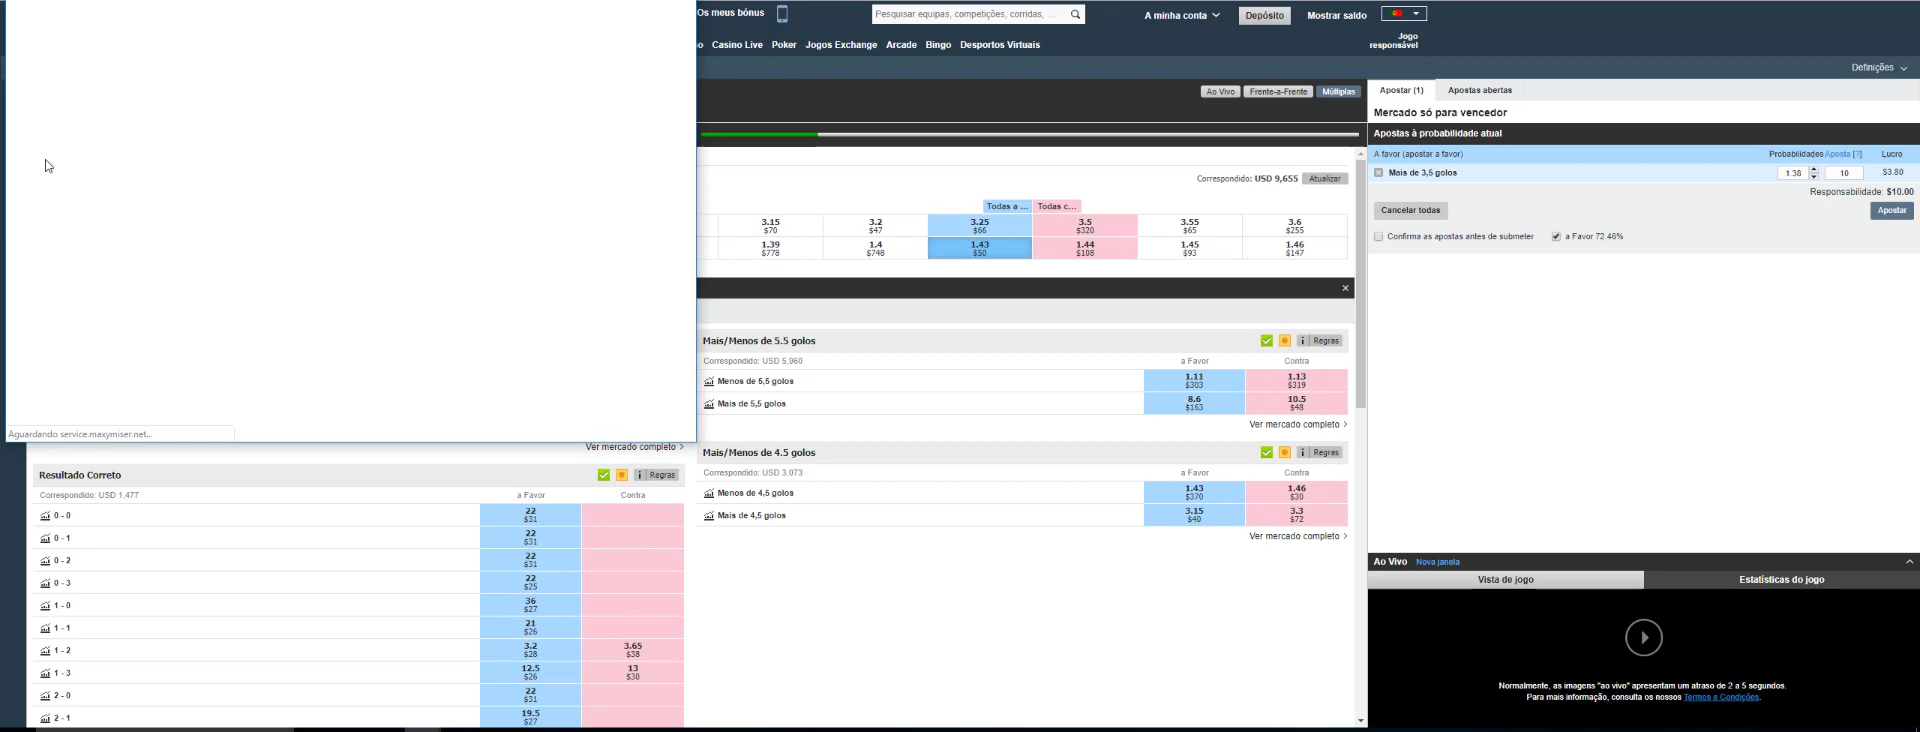 Os meus bónus
Pesquisar equipas, competições, corridas, ...
A minha conta
Depósito
Mostrar saldo
Casino Live Poker Jogos Exchange Arcade Bingo Desportos Virtuais
Jogo
responsável
Definições
Ao Vivo Frente-a-Frente Múltiplas
Apostar (1) Apostas abertas
Mercado só para vencedor
Apostas à probabilidade atual
A favor (apostar a favor) Probabilidades Aposta [?] Lucro
Mais de 3,5 golos 1.38 10 $3.80
Responsabilidade: $10.00
Cancelar todas Apostar
Confirma as apostas antes de submeter a Favor 72.46%
Correspondido: USD 9,655 Atualizar
Todas a ... Todas c...
3.15 3.2 3.25 3.5 3.55 3.6
$70 $47 $66 $320 $65 $255
1.39 1.4 1.43 1.44 1.45 1.46
$778 $748 $50 $108 $93 $147
Mais/Menos de 5.5 golos Regras
Correspondido: USD 5,960 a Favor Contra
Menos de 5,5 golos 1.11 1.13
$303 $319
Mais de 5,5 golos 8.6 10.5
$163 $48
Ver mercado completo
Mais/Menos de 4.5 golos Regras
Correspondido: USD 3.073 a Favor Contra
Menos de 4,5 golos 1.43 1.46
$370 $30
Mais de 4,5 golos 3.15 3.3
$40 $72
Ver mercado completo
Aguardando service.maxymiser.net...
Ver mercado completo
Resultado Correto Regras
Correspondido: USD 1,477 a Favor Contra
0 - 0 22
$31
0 - 1 22
$31
0 - 2 22
$31
0 - 3 22
$25
1 - 0 36
$27
1 - 1 21
$26
1 - 2 3.2 3.65
$28 $38
1 - 3 12.5 13
$26 $30
2 - 0 22
$31
2 - 1 19.5
$27
Ao Vivo Nova janela
Vista de jogo Estatísticas do jogo
Normalmente, as imagens "ao vivo" apresentam um atraso de 2 a 5 segundos.
Para mais informação, consulta os nossos Termos e Condições.